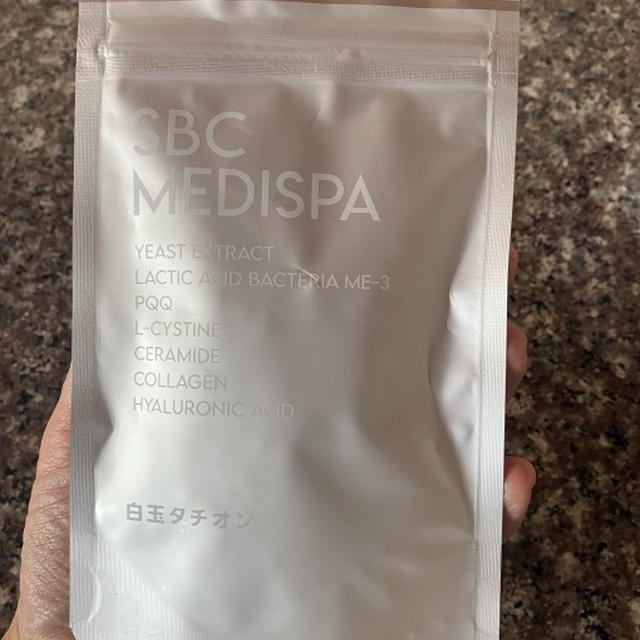 SBC
MEDISPA
YEAST EXTRACT
LACTIC ACID BACTERIA ME-3
PQQ
L-CYSTINE
CERAMIDE
COLLAGEN
HYALURONIC ACID
白玉タチオン